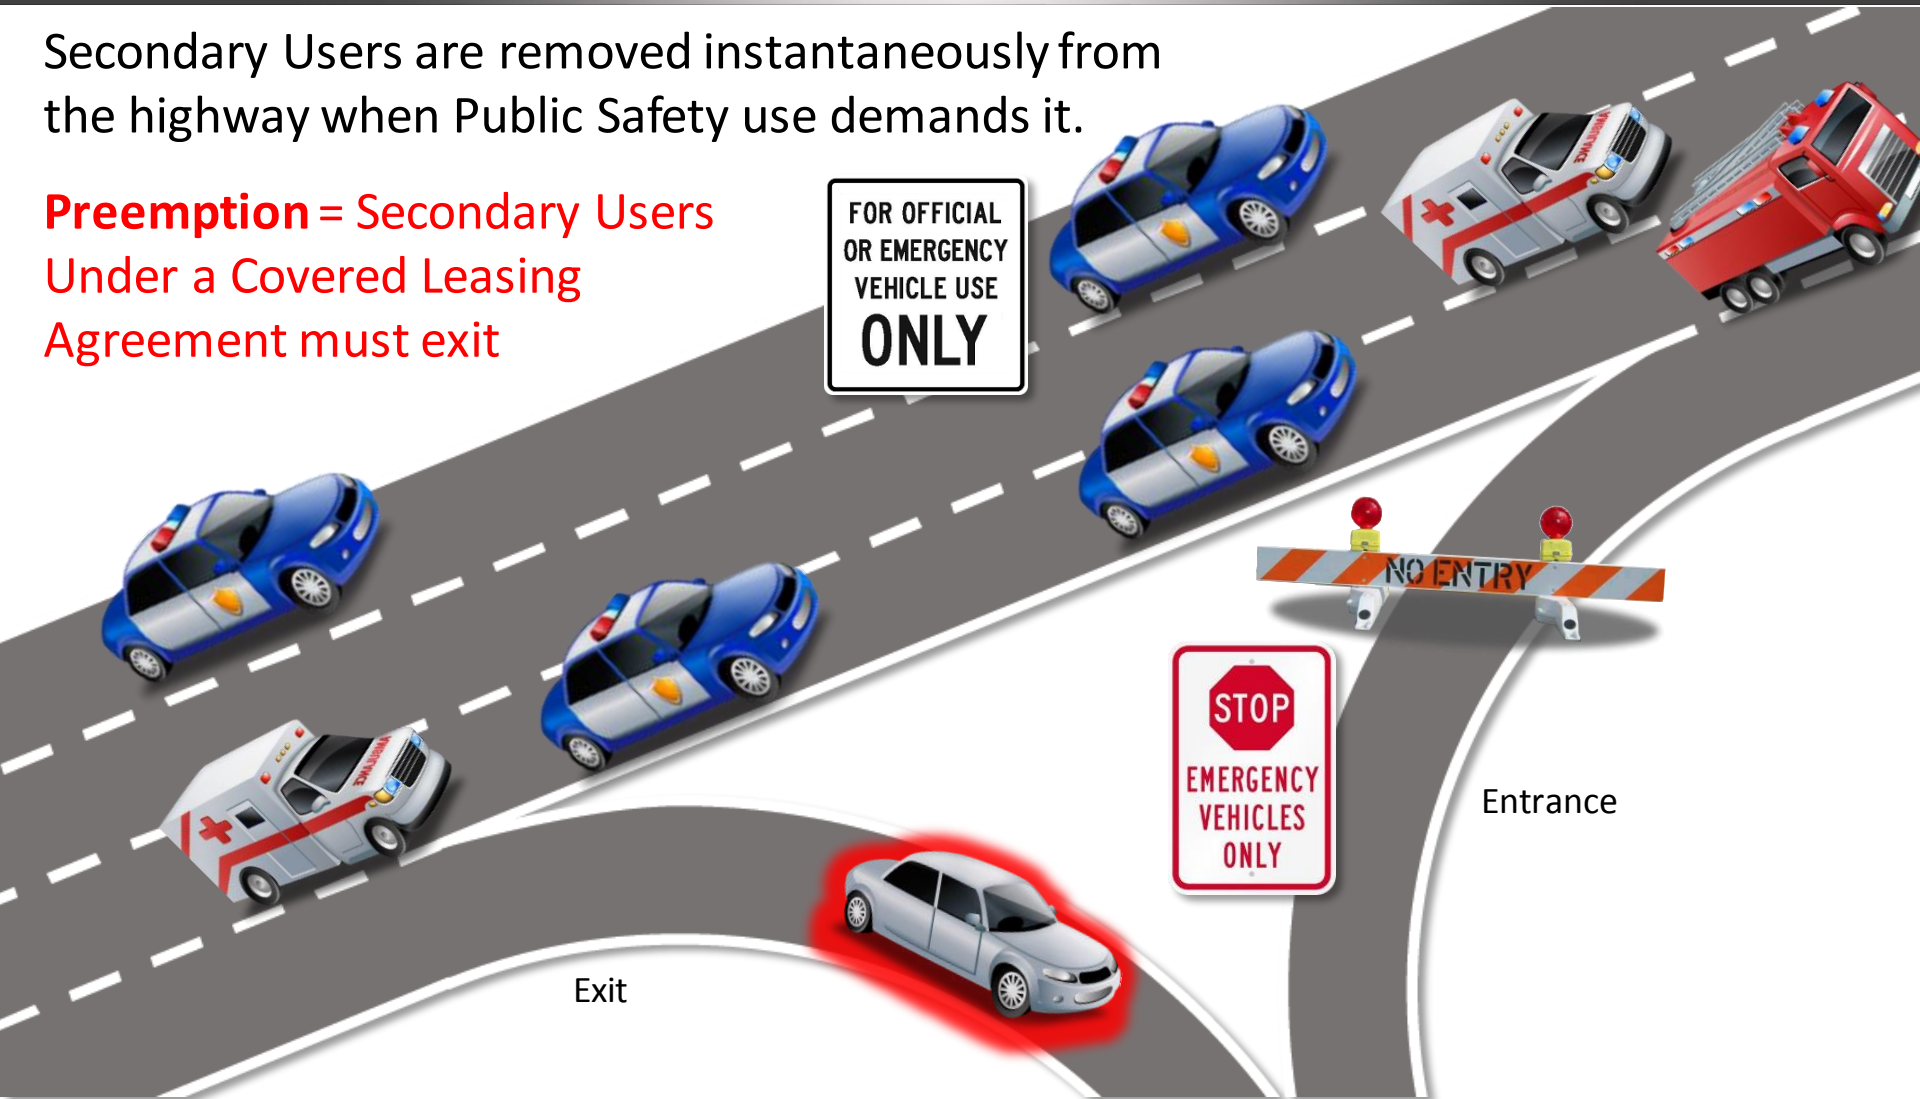 Secondary Users are removed instantaneously from
the highway when Public Safety use demands it.
Preemption = Secondary Users
Under a Covered Leasing
Agreement must exit
FOR OFFICIAL
OR EMERGENCY
VEHICLE USE
ONLY
AMBULANCE
NO ENTRY
STOP
EMERGENCY
VEHICLES
ONLY
Entrance
AMBULANCE
Exit